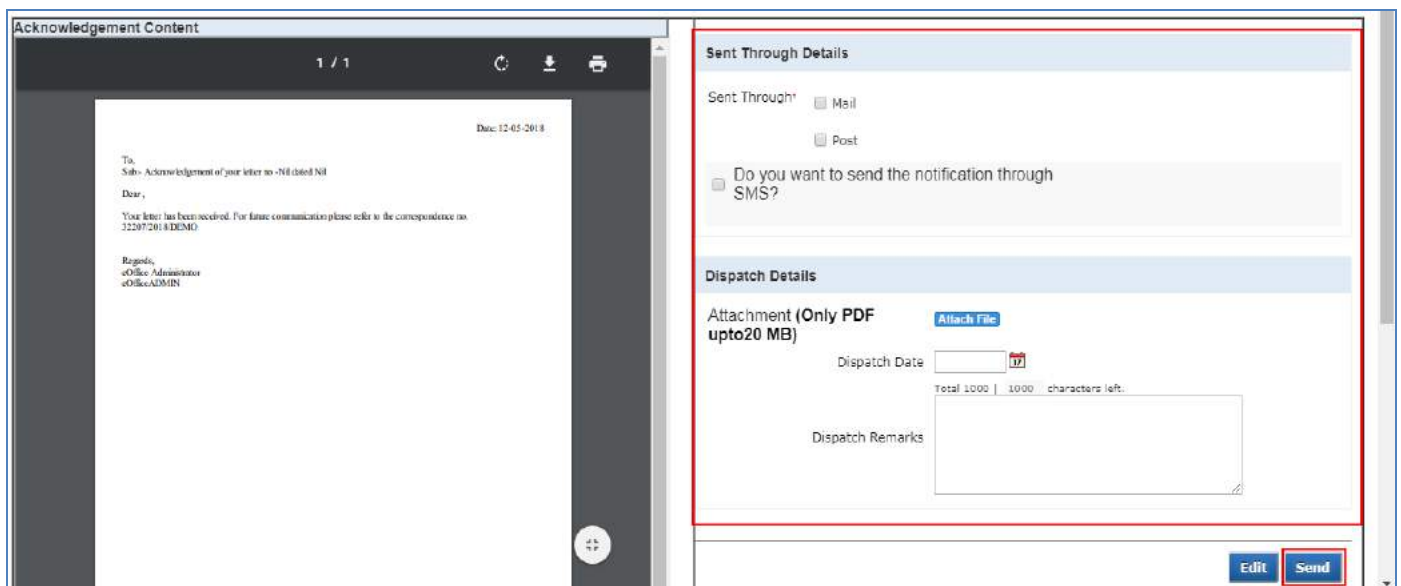 Acknowledgement Content
1 / 1
Date: 12-05-2018
To,
Sub:- Acknowledgement of your letter no -Nil dated Nil
Dear ,
Your letter has been received. For future communication please refer to the correspondence no.
32207/2018/DEMO
Regards,
eOffice Administrator
eOfficeADMIN
Sent Through Details
Sent Through*
Mail
Post
Do you want to send the notification through
SMS?
Dispatch Details
Attachment (Only PDF
upto20 MB)
Attach File
Dispatch Date
17
Total 1000 | 1000 characters left.
Dispatch Remarks
Edit
Send